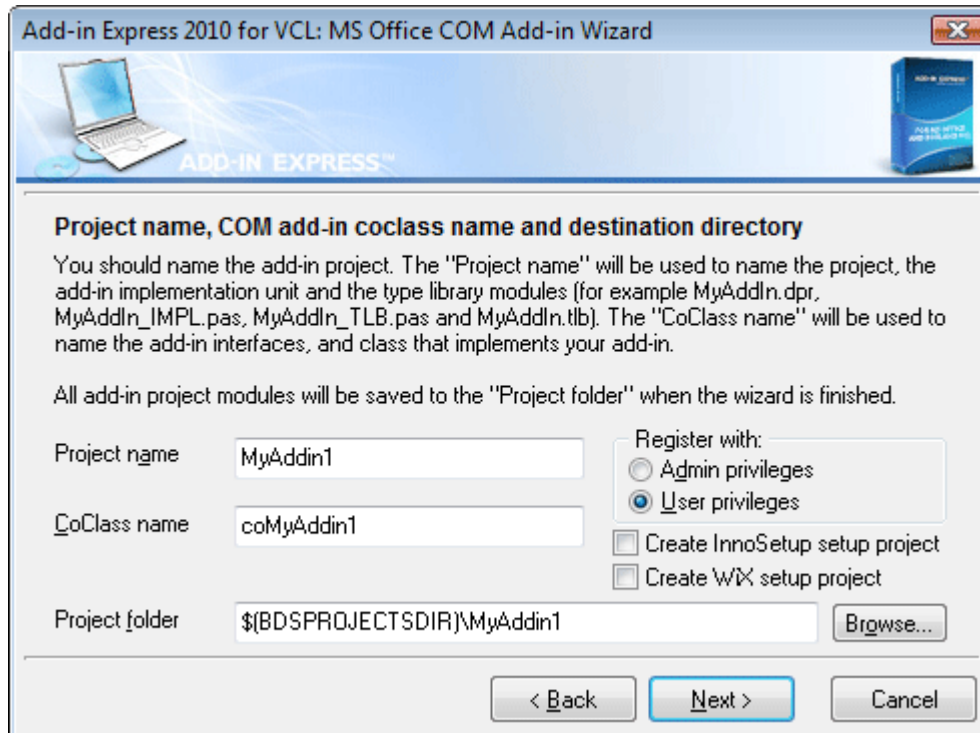 Add-in Express 2010 for VCL: MS Office COM Add-in Wizard
ADD-IN EXPRESS™
ADD-IN EXPRESS
Project name, COM add-in coclass name and destination directory
You should name the add-in project. The "Project name" will be used to name the project, the
add-in implementation unit and the type library modules (for example MyAddIn.dpr,
MyAddIn_IMPL.pas, MyAddIn_TLB.pas and MyAddIn.tlb). The "CoClass name" will be used to
name the add-in interfaces, and class that implements your add-in.
All add-in project modules will be saved to the "Project folder" when the wizard is finished.
Project name
MyAddin1
CoClass name
coMyAddin1
Register with:
Admin privileges
User privileges
Create InnoSetup setup project
Create WiX setup project
Project folder
$(BDSPROJECTSDIR)\MyAddin1
Browse...
< Back
Next >
Cancel